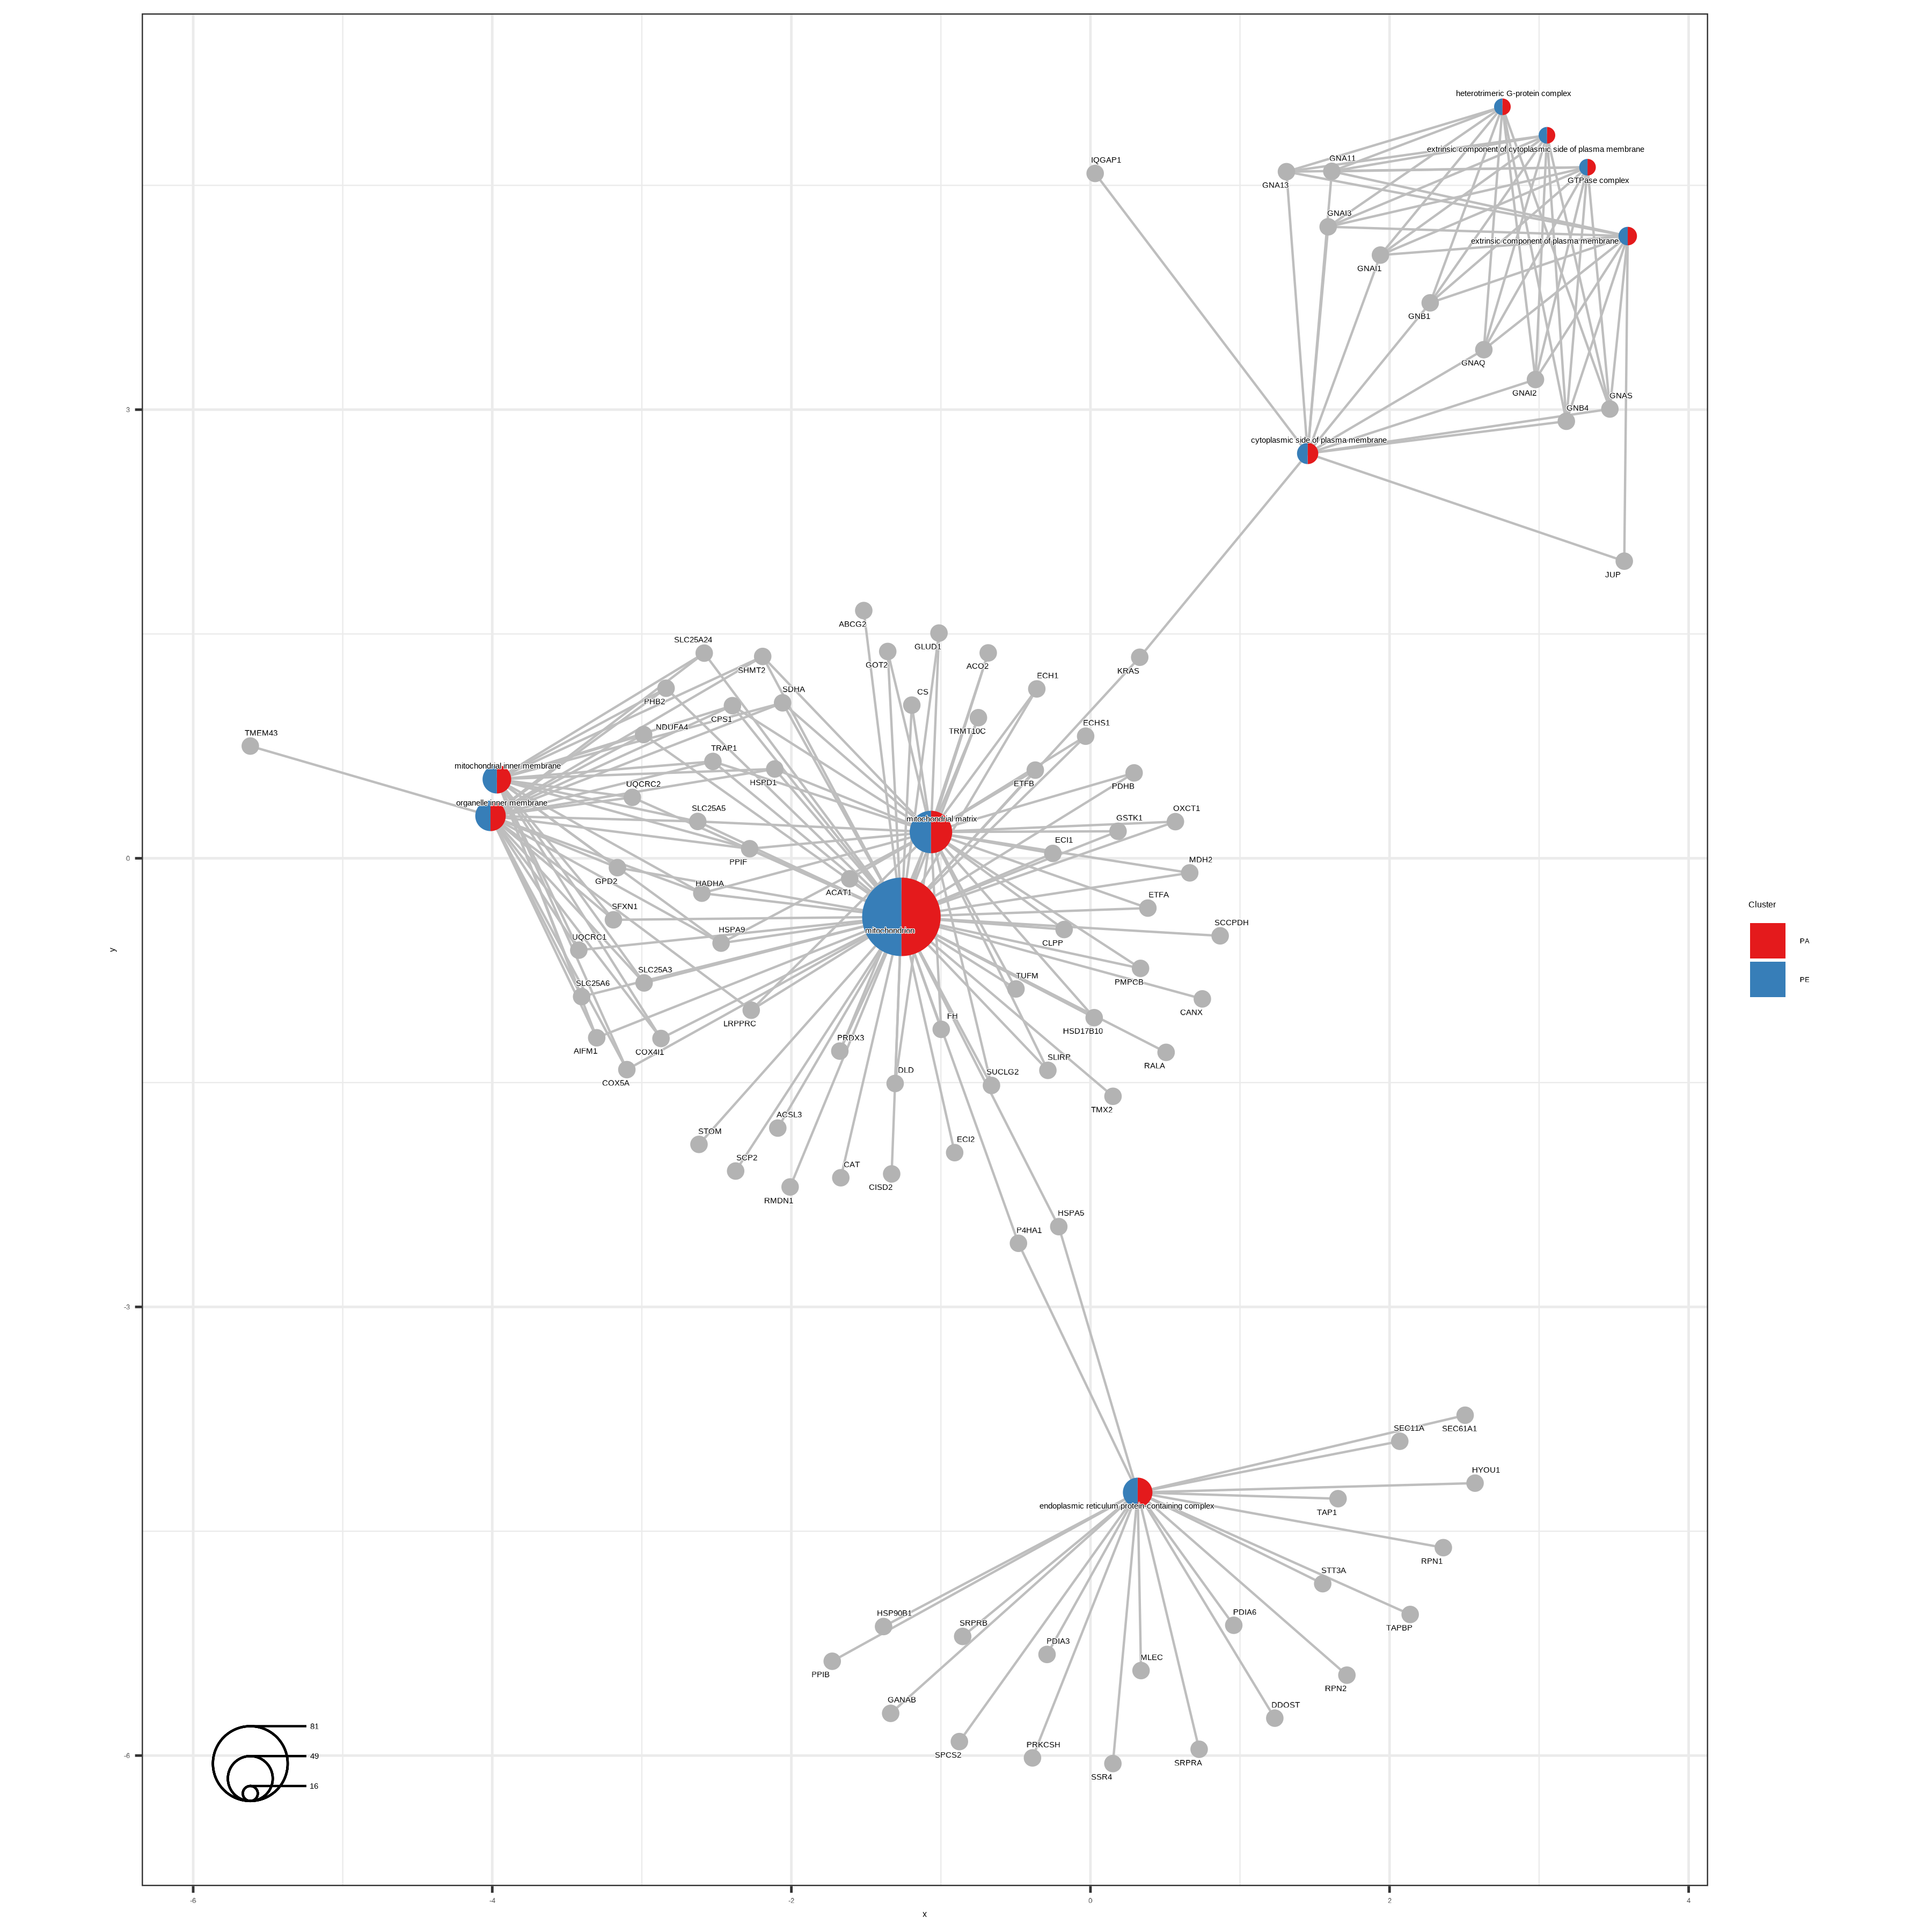 heterotrimeric G-protein complex
extrinsic component of cytoplasmic side of plasma membrane
GNA11
IQGAP1
GTPase complex
GNA13
GNAI3
extrinsic component of plasma membrane
GNAI1
GNB1
GNAQ
GNAI2
GNAS
GNB4
3
cytoplasmic side of plasma membrane
JUP
ABCG2
SLC25A24
GLUD1
GOT2
ACO2
SHMT2
KRAS
ECH1
SDHA
CS
PHB2
CPS1
ECHS1
NDUFA4
TRMT10C
TMEM43
TRAP1
mitochondrial inner membrane
HSPD1
ETFB
UQCRC2
PDHB
organelle inner membrane
SLC25A5
OXCT1
GSTK1
mitochondrial matrix
ECI1
0
PPIF
MDH2
GPD2
HADHA
ACAT1
ETFA
Cluster
SFXN1
SCCPDH
HSPA9
mitochondrion
UQCRC1
CLPP
PA
y
SLC25A3
TUFM
SLC25A6
PMPCB
PE
CANX
FH
LRPPRC
HSD17B10
PRDX3
AIFM1
COX4I1
SLIRP
RALA
DLD
SUCLG2
COX5A
TMX2
ACSL3
STOM
ECI2
SCP2
CAT
CISD2
RMDN1
HSPA5
P4HA1
-3
SEC11A
SEC61A1
HYOU1
endoplasmic reticulum protein-containing complex
TAP1
RPN1
STT3A
HSP90B1
PDIA6
SRPRB
TAPBP
PDIA3
MLEC
PPIB
RPN2
GANAB
DDOST
81
PRKCSH
SPCS2
49
-6
SRPRA
SSR4
16
-6
-4
-2
0
2
4
x